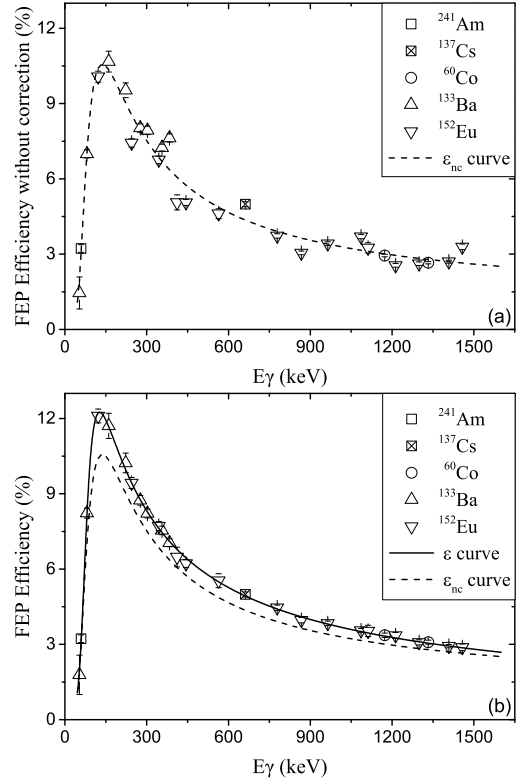 FEP Efficiency without correction (%)
12
9
6
3
0
²⁴¹Am
¹³⁷Cs
⁶⁰Co
¹³³Ba
¹⁵²Eu
εnc curve
(a)
0 300 600 900 1200 1500
Eγ (keV)
FEP Efficiency (%)
12
9
6
3
0
²⁴¹Am
¹³⁷Cs
⁶⁰Co
¹³³Ba
¹⁵²Eu
ε curve
εnc curve
(b)
0 300 600 900 1200 1500
Eγ (keV)